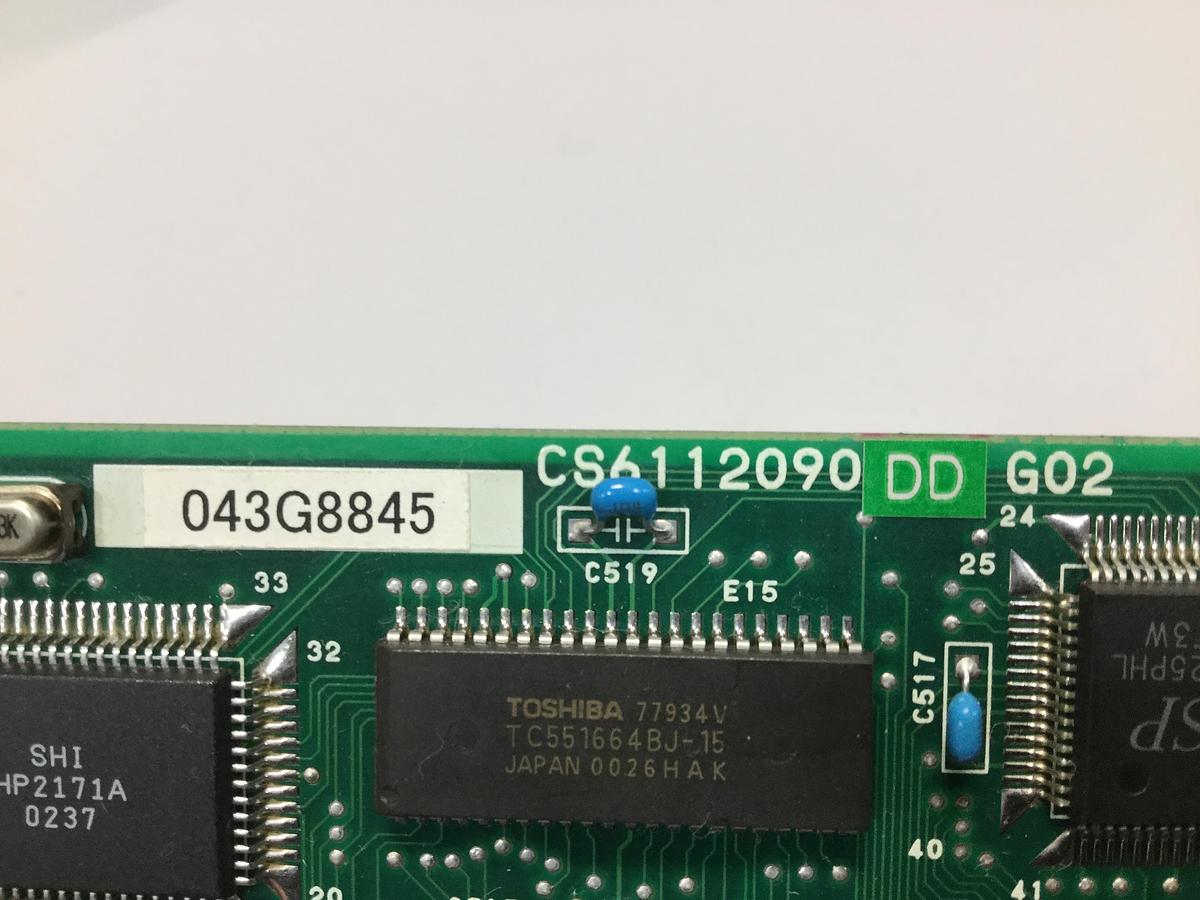 CS6112090 DD G02
043G8845
C519
E15
24
25
33
32
C517
TOSHIBA 77934V
TC551664BJ-15
JAPAN 0026HAK
SHI
HP2171A
0237
40
41
20